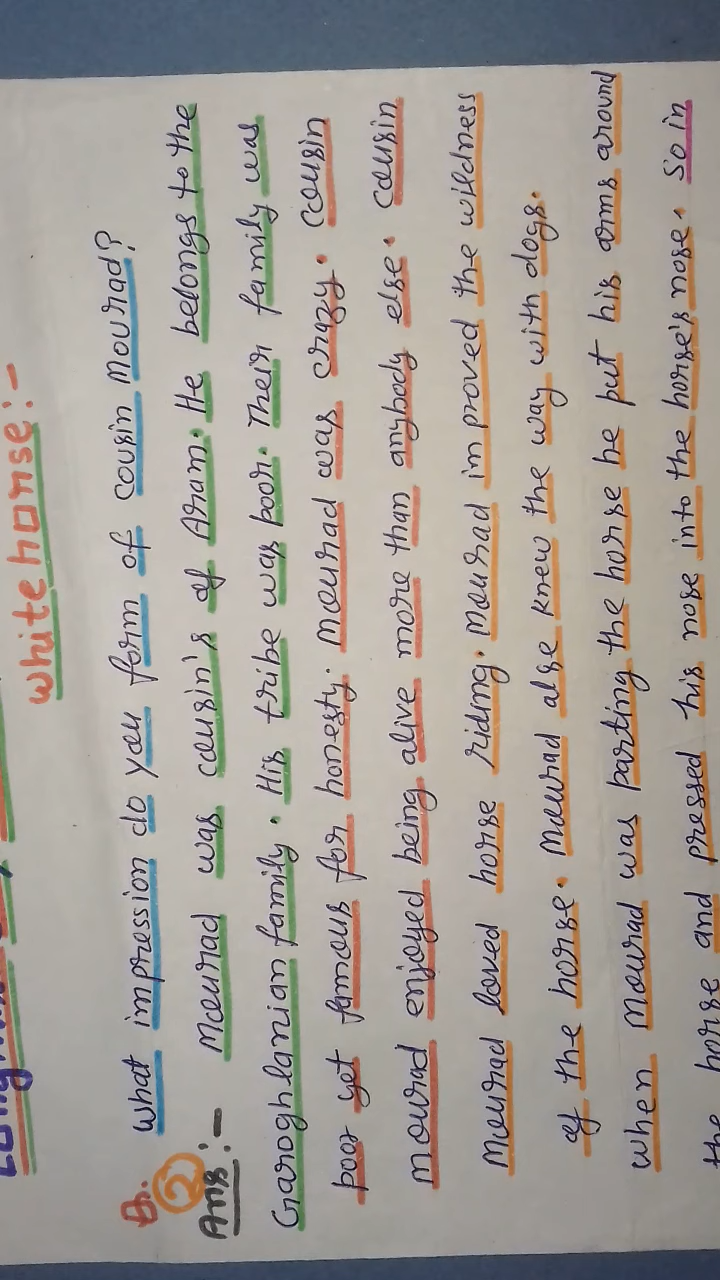 white horse:-
B. What impression do you form of cousin Mourad?
②
Ans:- Mourad was cousin's of Aram. He belongs to the
Garoghlanian family. His tribe was poor. Their family was
poor yet famous for honesty. Mourad was crazy. Cousin
mourad enjoyed being alive more than anybody else. cousin
Mourad loved horse riding. Mourad improved the wildness
of the horse. Mourad alse knew the way with dogs.
when Mourad was parting the horse he put his arms around
the horse and pressed his nose into the horse's nose. So in